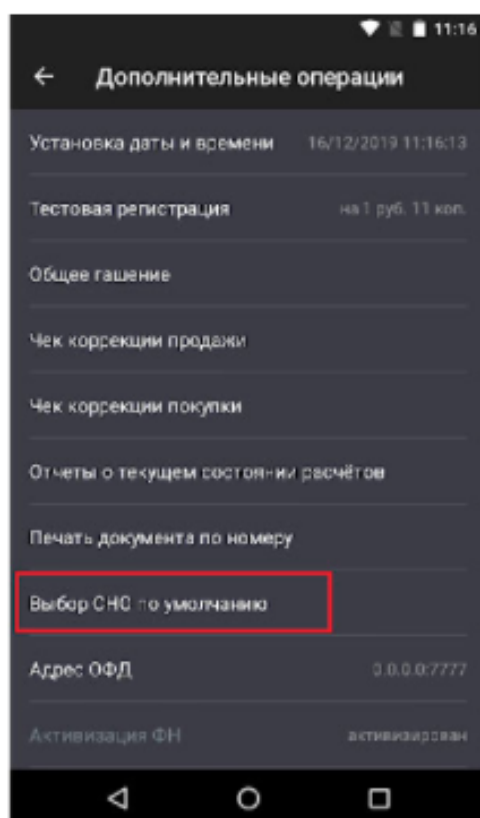 11:16
Дополнительные операции
Установка даты и времени 16/12/2019 11:16:13
Тестовая регистрация на 1 руб. 11 коп.
Общее гашение
Чек коррекции продажи
Чек коррекции покупки
Отчеты о текущем состоянии расчётов
Печать документа по номеру
Выбор СНО по умолчанию
Адрес ОФД 0.0.0.0:7777
Активизация ФН активизирован